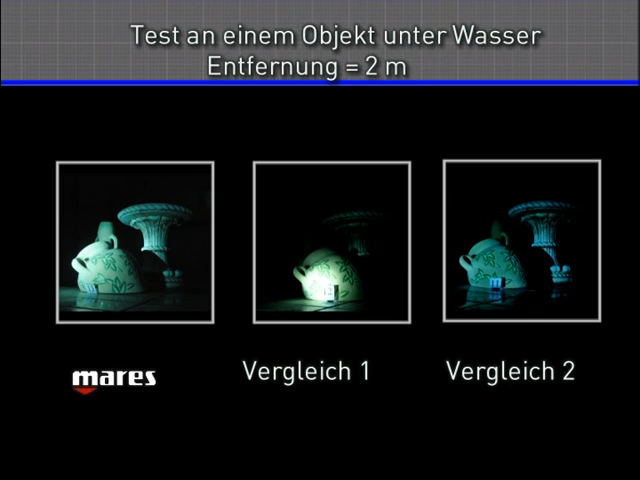 Test an einem Objekt unter Wasser
Entfernung = 2 m
mares
Vergleich 1
Vergleich 2